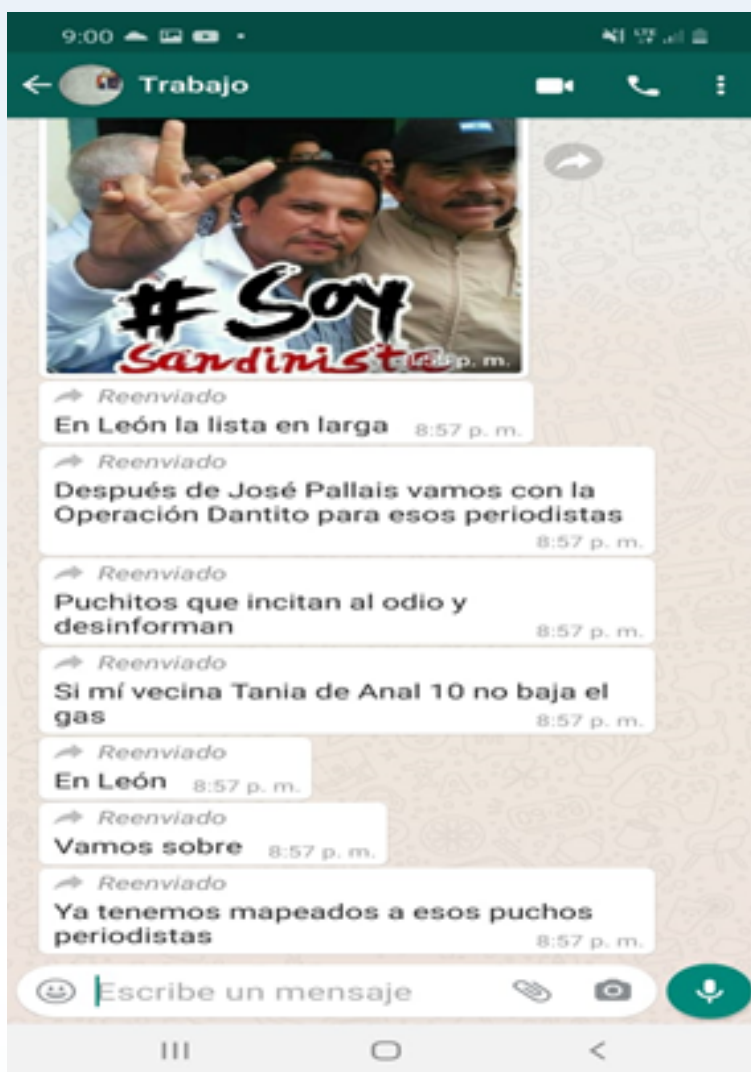 9:00
Trabajo
# Soy
Sandinista
p. m.
Reenviado
En León la lista en larga 8:57 p. m.
Reenviado
Después de José Pallais vamos con la
Operación Dantito para esos periodistas
8:57 p. m.
Reenviado
Puchitos que incitan al odio y
desinforman 8:57 p. m.
Reenviado
Si mí vecina Tania de Anal 10 no baja el
gas 8:57 p. m.
Reenviado
En León 8:57 p. m.
Reenviado
Vamos sobre 8:57 p. m.
Reenviado
Ya tenemos mapeados a esos puchos
periodistas 8:57 p. m.
Escribe un mensaje